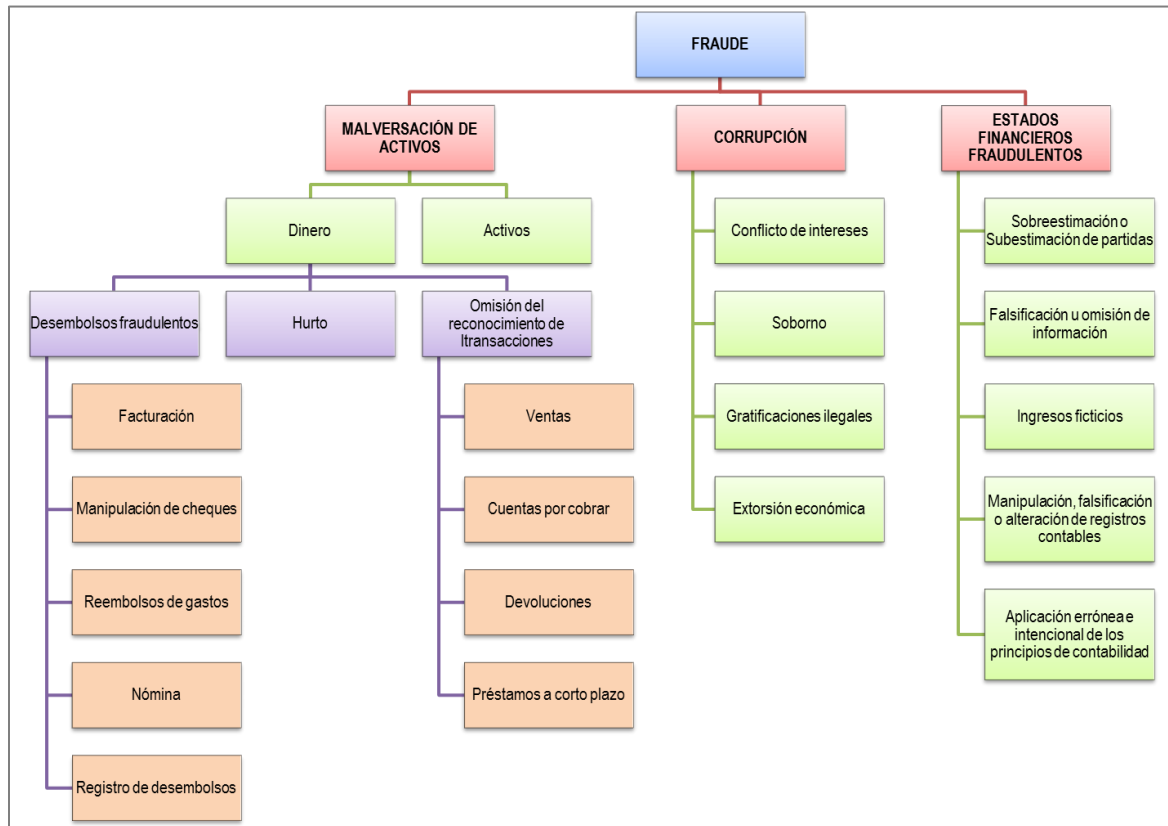 FRAUDE
MALVERSACIÓN DE
ACTIVOS
CORRUPCIÓN
ESTADOS
FINANCIEROS
FRAUDULENTOS
Dinero
Activos
Desembolsos fraudulentos
Hurto
Omisión del
reconocimiento de
ltransacciones
Facturación
Manipulación de cheques
Reembolsos de gastos
Nómina
Registro de desembolsos
Ventas
Cuentas por cobrar
Devoluciones
Préstamos a corto plazo
Conflicto de intereses
Soborno
Gratificaciones ilegales
Extorsión económica
Sobreestimación o
Subestimación de partidas
Falsificación u omisión de
información
Ingresos ficticios
Manipulación, falsificación
o alteración de registros
contables
Aplicación errónea e
intencional de los
principios de contabilidad